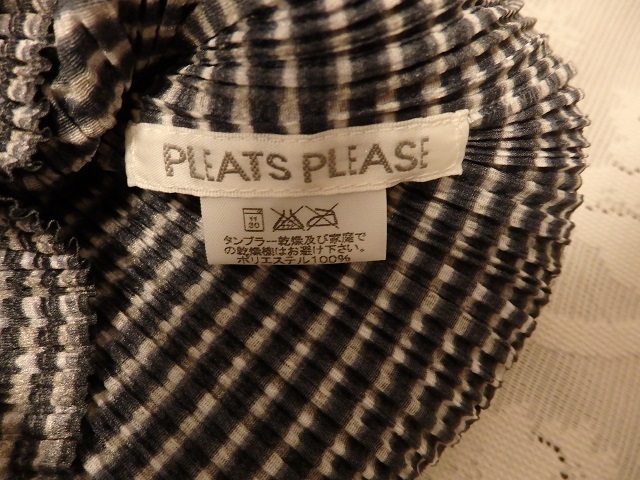 PLEATS PLEASE
タンブラー乾燥及び家庭で
の乾燥機はお避け下さい。
ポリエステル100%